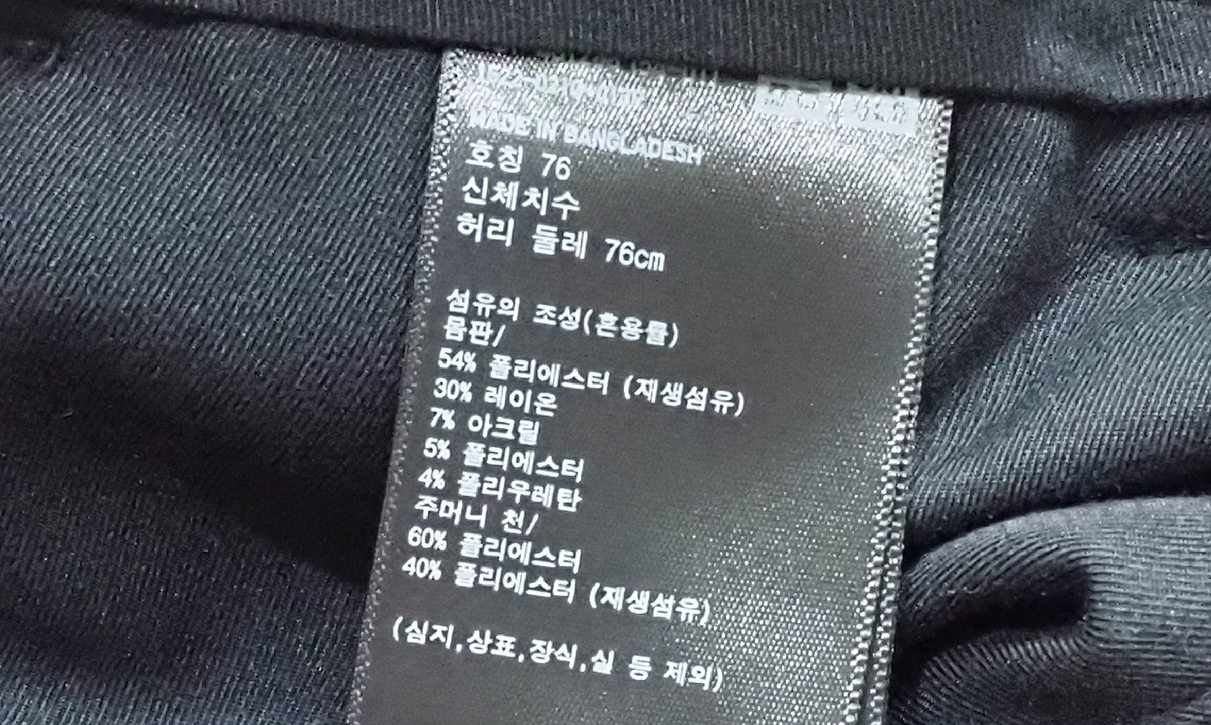 MADE IN BANGLADESH
호칭 76
신체치수
허리 둘레 76cm
섬유의 조성(혼용률)
몸판/
54% 폴리에스터 (재생섬유)
30% 레이온
7% 아크릴
5% 폴리에스터
4% 폴리우레탄
주머니 천/
60% 폴리에스터
40% 폴리에스터 (재생섬유)
(심지,상표,장식,실 등 제외)